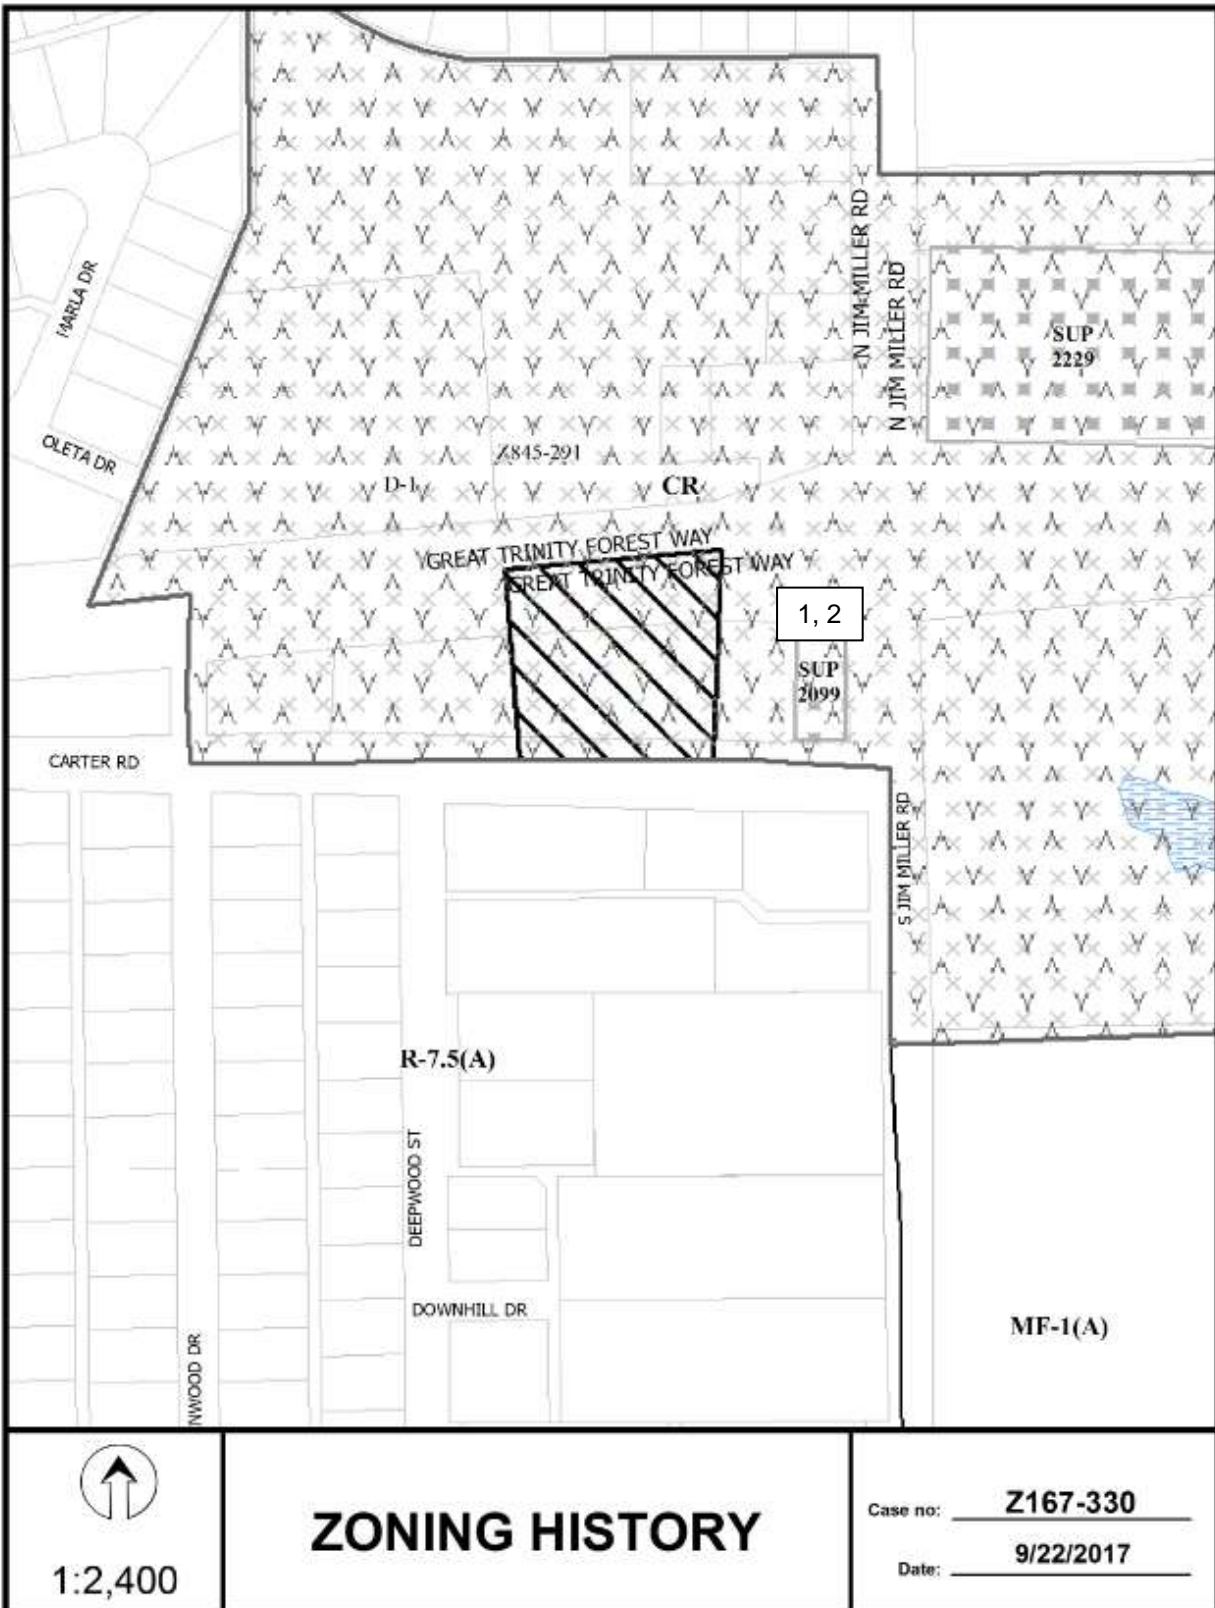 N JIM MILLER RD
N JIM MILLER RD
MARLA DR
SUP
2229
OLETA DR
Z845-291
D-1
CR
GREAT TRINITY FOREST WAY
GREAT TRINITY FOREST WAY
1, 2
SUP
2099
CARTER RD
S JIM MILLER RD
R-7.5(A)
DEEPWOOD ST
DOWNHILL DR
MF-1(A)
NWOOD DR
1:2,400
ZONING HISTORY
Case no: Z167-330
Date: 9/22/2017